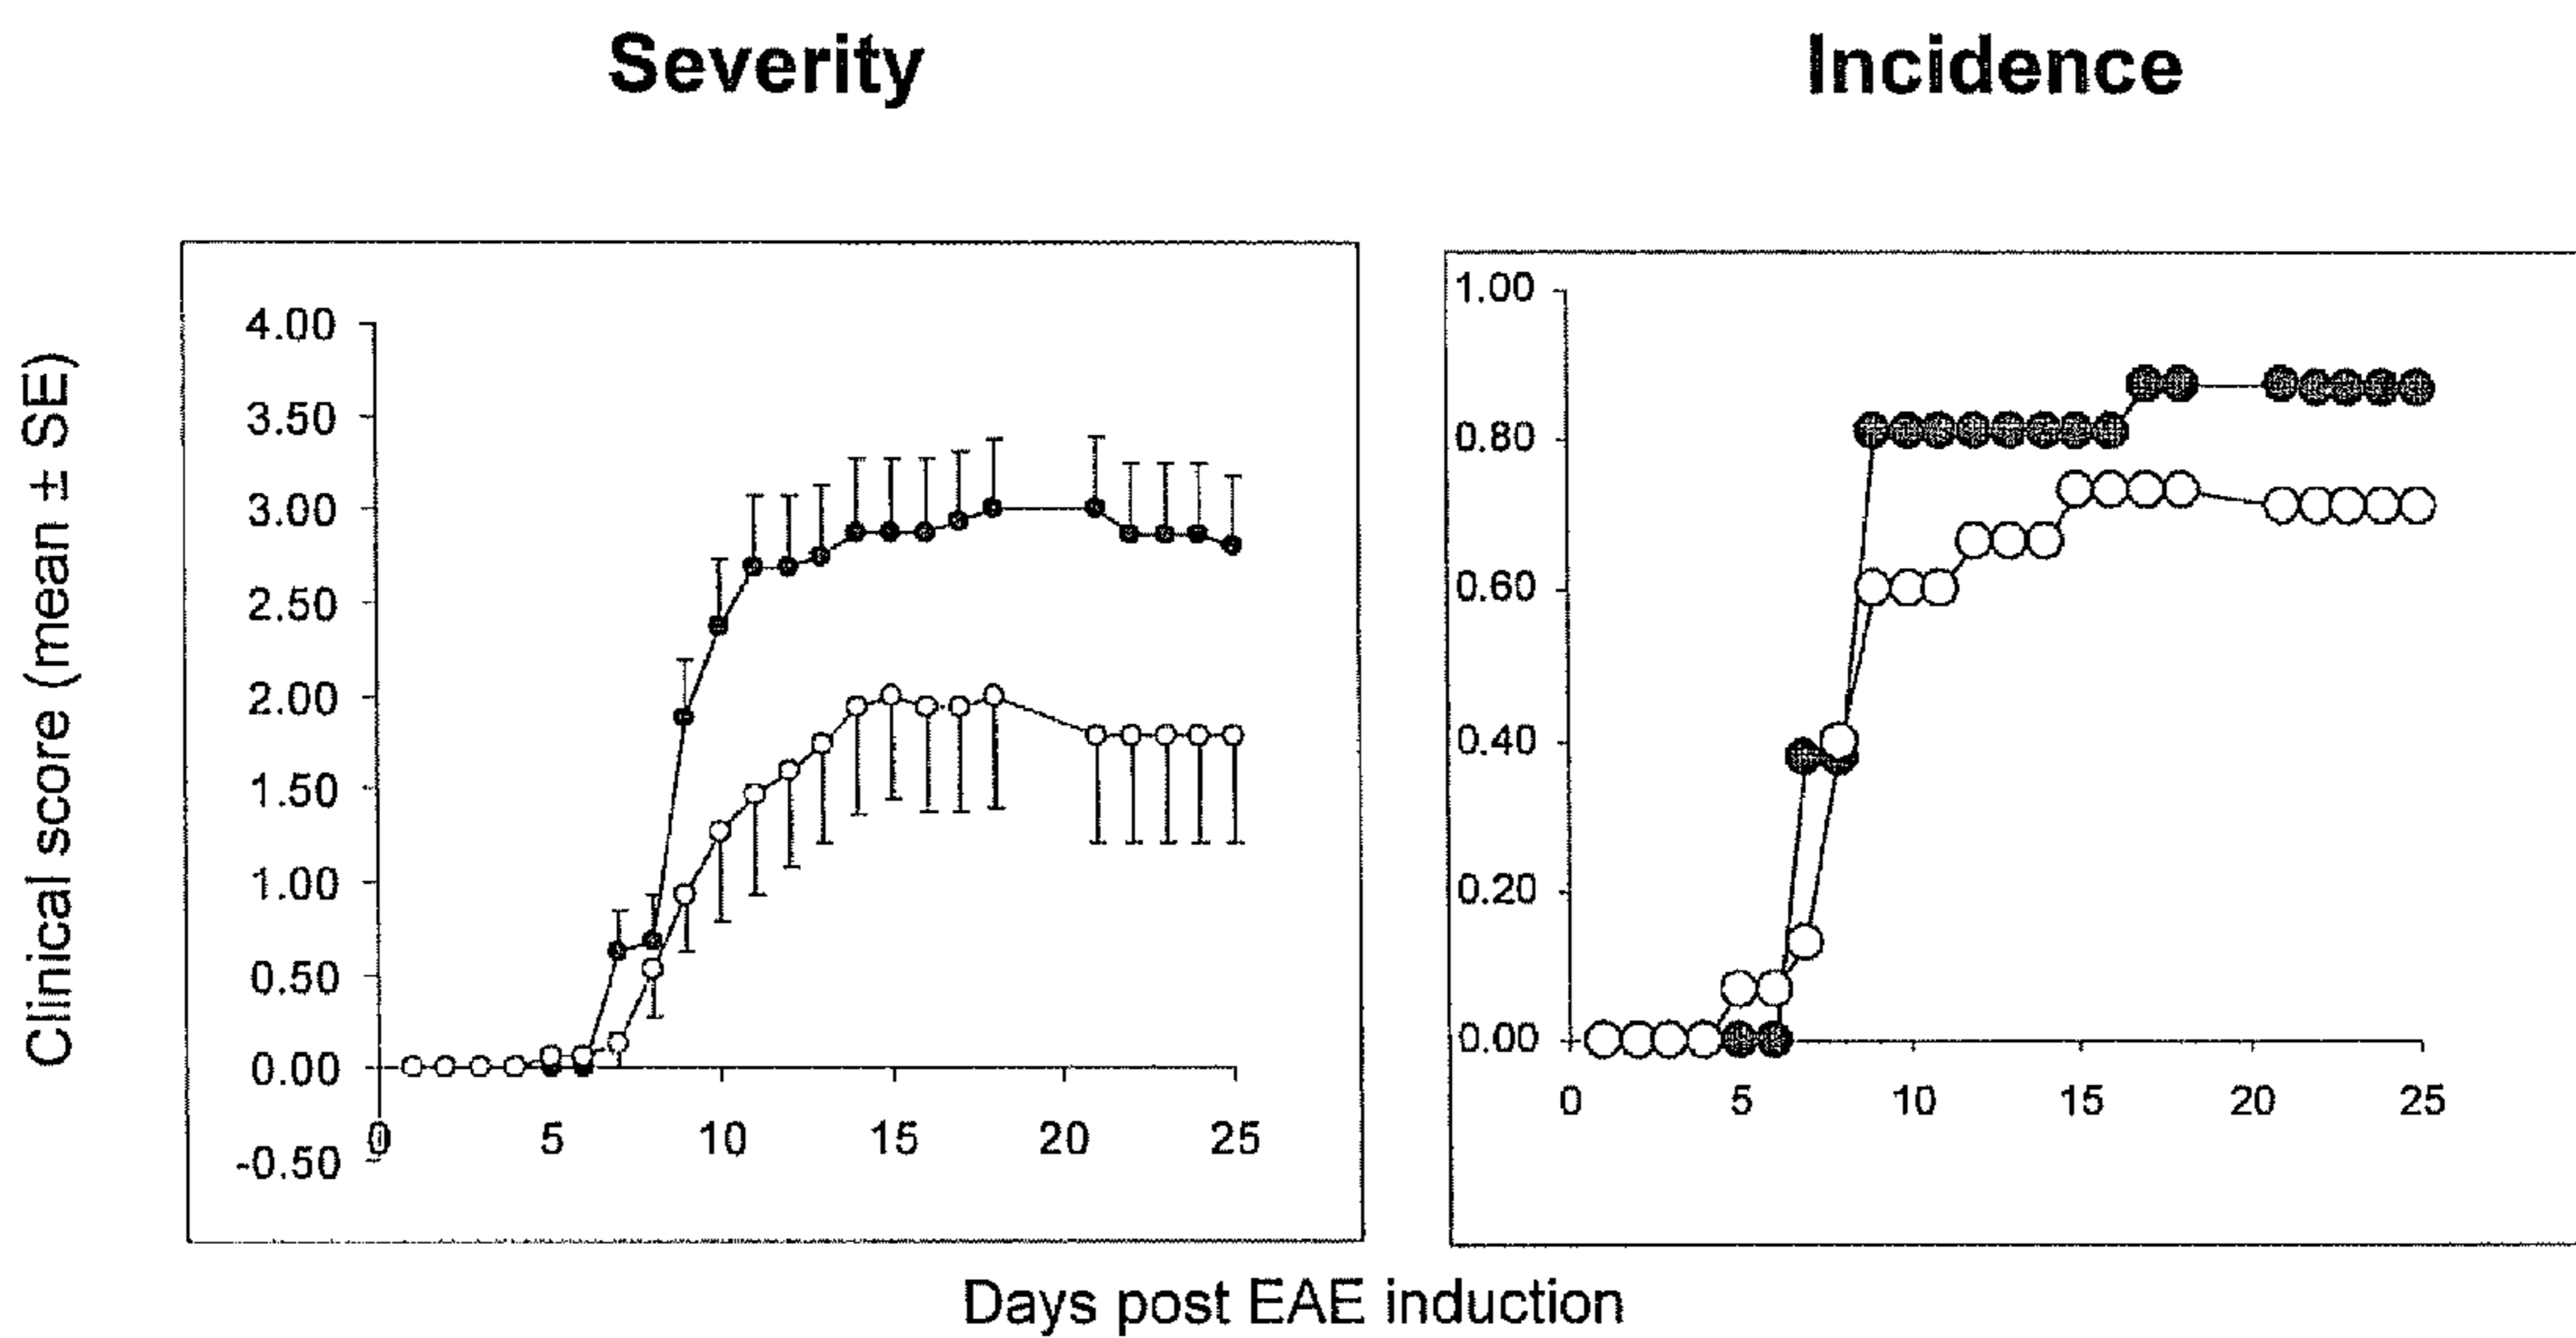 Severity
Incidence
Clinical score (mean ± SE)
4.00
3.50
3.00
2.50
2.00
1.50
1.00
0.50
0.00
-0.50
0 5 10 15 20 25
1.00
0.80
0.60
0.40
0.20
0.00
0 5 10 15 20 25
Days post EAE induction